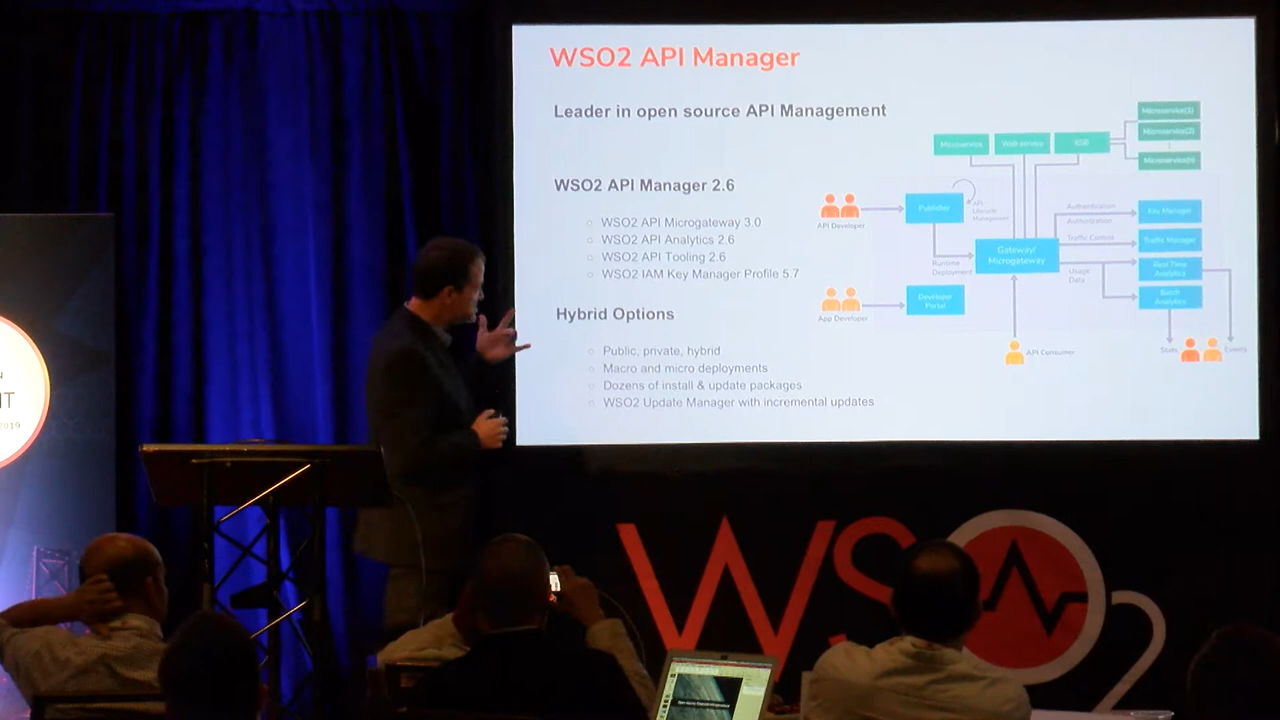 WSO2 API Manager
Leader in open source API Management
WSO2 API Manager 2.6
○ WSO2 API Microgateway 3.0
○ WSO2 API Analytics 2.6
○ WSO2 API Tooling 2.6
○ WSO2 IAM Key Manager Profile 5.7
Hybrid Options
○ Public, private, hybrid
○ Macro and micro deployments
○ Dozens of install & update packages
○ WSO2 Update Manager with incremental updates
Microservice(1)
Microservice(2)
Microservice(n)
Microservice
Web service
ESB
API Developer
Publisher
API Lifecycle Management
Runtime Deployment
Gateway/
Microgateway
Authentication
Authorization
Key Manager
Traffic Control
Traffic Manager
Usage Data
Real Time Analytics
Batch Analytics
App Developer
Developer Portal
API Consumer
Stats
Events
IT
2019
WSO2